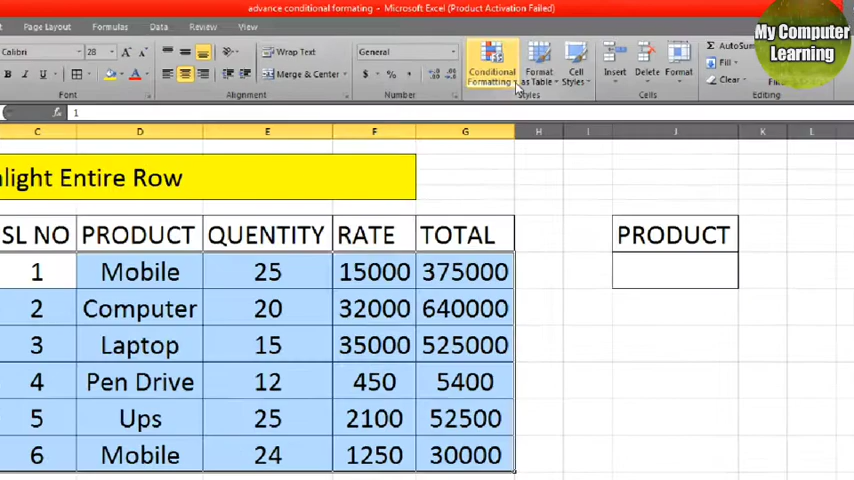 advance conditional formating - Microsoft Excel (Product Activation Failed)
My Computer
Learning
Page Layout Formulas Data Review View
Calibri 28 A A Wrap Text General Conditional Formatting Format as Table Cell Styles Insert Delete Format AutoSum
Fill
B I U A Merge & Center $ % , Clear
Font Alignment Number Styles Cells Editing
fx 1
C D E F G H I J K L
light Entire Row
SL NO PRODUCT QUENTITY RATE TOTAL PRODUCT
1 Mobile 25 15000 375000
2 Computer 20 32000 640000
3 Laptop 15 35000 525000
4 Pen Drive 12 450 5400
5 Ups 25 2100 52500
6 Mobile 24 1250 30000